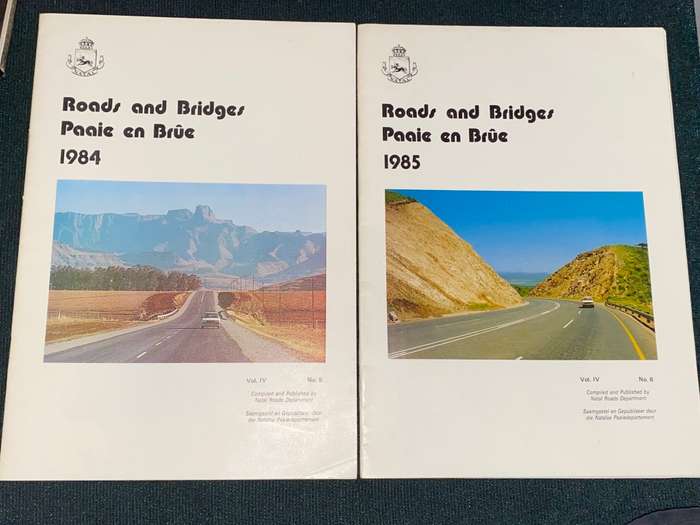 NATAL
Roads and Bridges
Paaie en Brûe
1984
Vol. IV No. 5
Compiled and Published by
Natal Roads Department
Saamgestel en Gepubliseer deur
die Natalse Paaiedepartement
NATAL
Roads and Bridges
Paaie en Brûe
1985
Vol. IV No. 6
Compiled and Published by
Natal Roads Department
Saamgestel en Gepubliseer deur
die Natalse Paaiedepartement